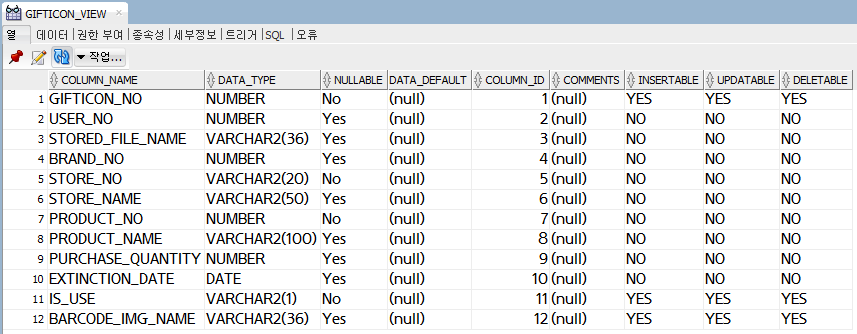 GIFTICON_VIEW ×
열 데이터 | 권한 부여 | 종속성 | 세부정보 | 트리거 | SQL | 오류
작업...
COLUMN_NAME DATA_TYPE NULLABLE DATA_DEFAULT COLUMN_ID COMMENTS INSERTABLE UPDATABLE DELETABLE
1 GIFTICON_NO NUMBER No (null) 1 (null) YES YES YES
2 USER_NO NUMBER Yes (null) 2 (null) NO NO NO
3 STORED_FILE_NAME VARCHAR2(36) Yes (null) 3 (null) NO NO NO
4 BRAND_NO NUMBER Yes (null) 4 (null) NO NO NO
5 STORE_NO VARCHAR2(20) No (null) 5 (null) NO NO NO
6 STORE_NAME VARCHAR2(50) Yes (null) 6 (null) NO NO NO
7 PRODUCT_NO NUMBER No (null) 7 (null) NO NO NO
8 PRODUCT_NAME VARCHAR2(100) Yes (null) 8 (null) NO NO NO
9 PURCHASE_QUANTITY NUMBER Yes (null) 9 (null) NO NO NO
10 EXTINCTION_DATE DATE Yes (null) 10 (null) NO NO NO
11 IS_USE VARCHAR2(1) No (null) 11 (null) YES YES YES
12 BARCODE_IMG_NAME VARCHAR2(36) Yes (null) 12 (null) YES YES YES